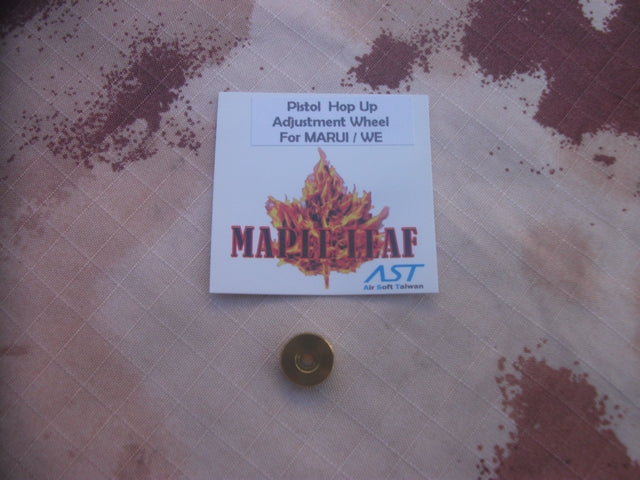 Pistol Hop Up
Adjustment Wheel
For MARUI / WE
MAPLE LEAF
AST
Air Soft Taiwan